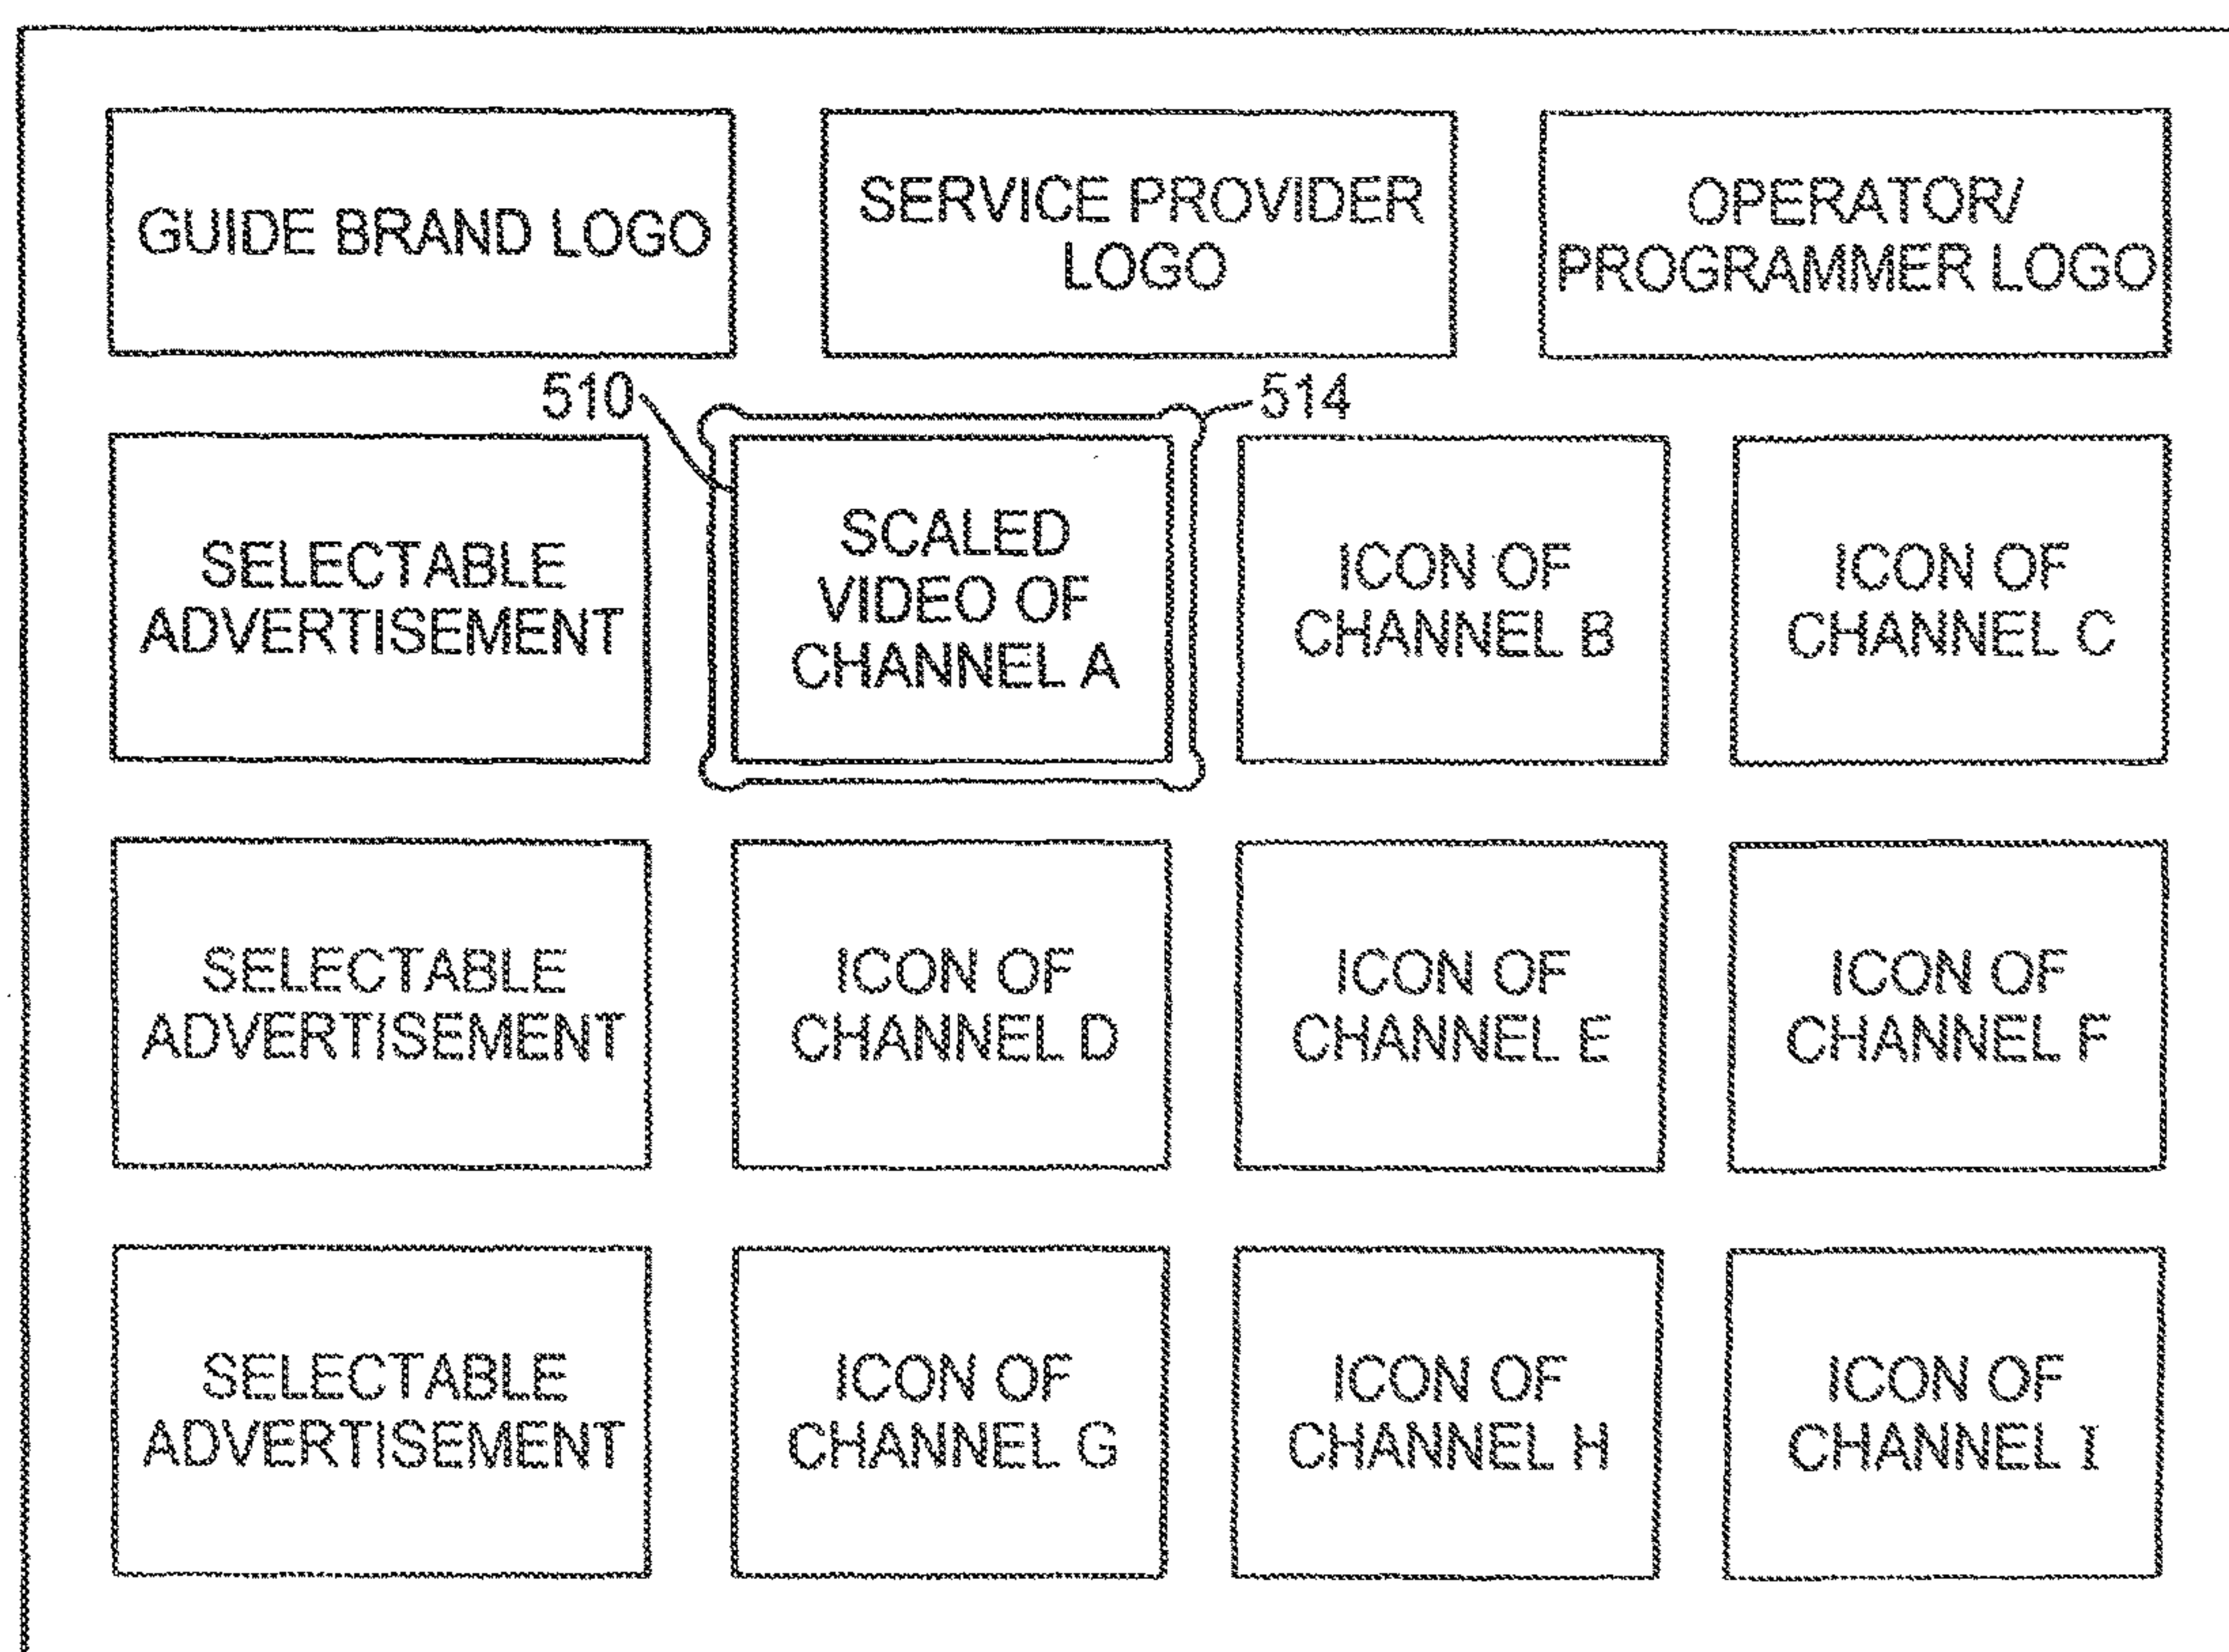 GUIDE BRAND LOGO
SERVICE PROVIDER
LOGO
OPERATOR/
PROGRAMMER LOGO
510
514
SELECTABLE
ADVERTISEMENT
SCALED
VIDEO OF
CHANNEL A
ICON OF
CHANNEL B
ICON OF
CHANNEL C
SELECTABLE
ADVERTISEMENT
ICON OF
CHANNEL D
ICON OF
CHANNEL E
ICON OF
CHANNEL F
SELECTABLE
ADVERTISEMENT
ICON OF
CHANNEL G
ICON OF
CHANNEL H
ICON OF
CHANNEL I